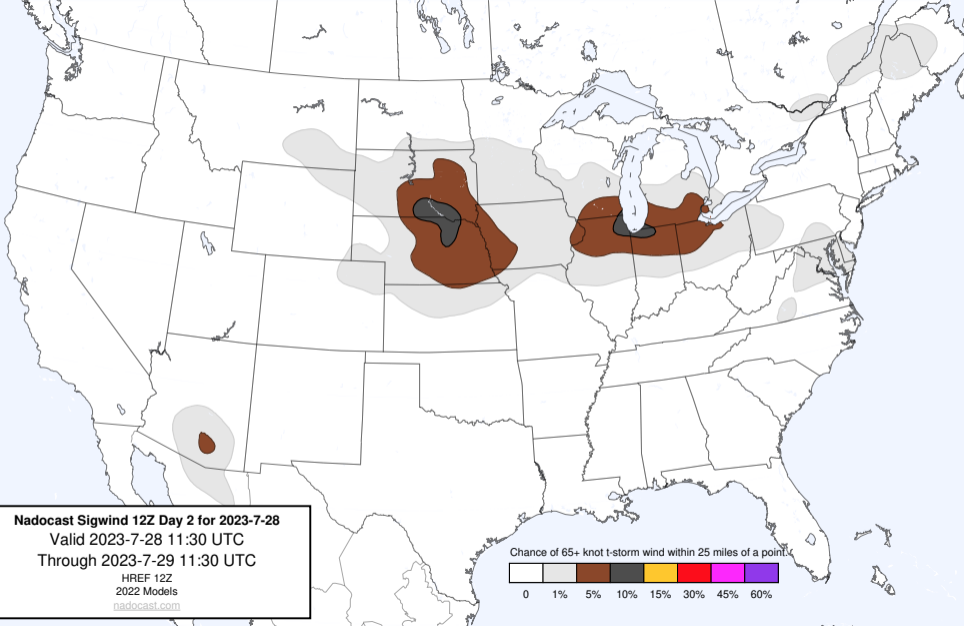 Nadocast Sigwind 12Z Day 2 for 2023-7-28
Valid 2023-7-28 11:30 UTC
Through 2023-7-29 11:30 UTC
HREF 12Z
2022 Models
nadocast.com
Chance of 65+ knot t-storm wind within 25 miles of a point.
0 1% 5% 10% 15% 30% 45% 60%